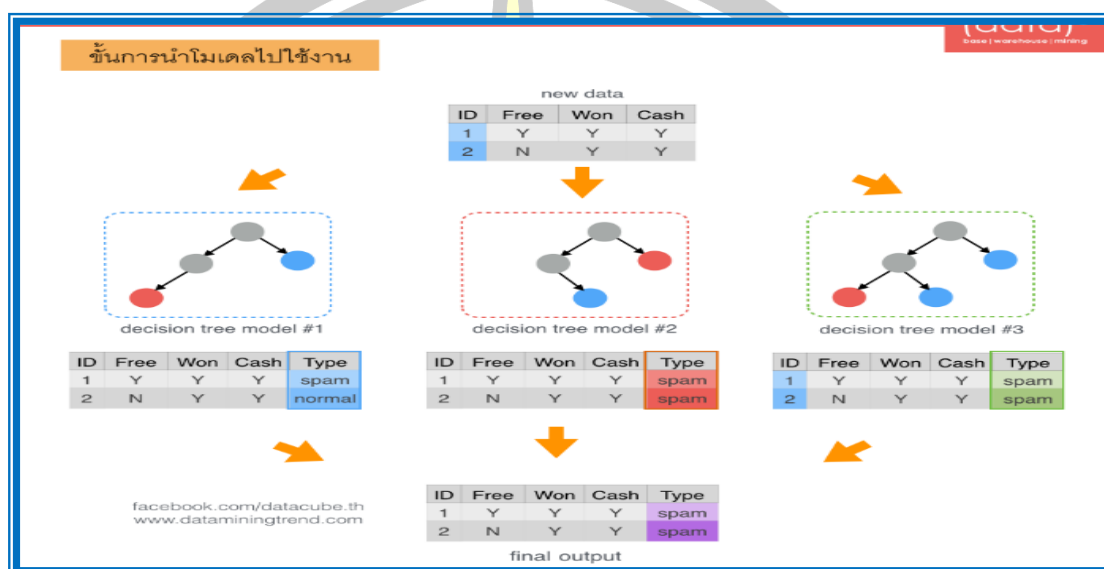 (data)
base | warehouse | mining
ขั้นการนำโมเดลไปใช้งาน
new data
ID Free Won Cash
1 Y Y Y
2 N Y Y
decision tree model #1
decision tree model #2
decision tree model #3
ID Free Won Cash Type
1 Y Y Y spam
2 N Y Y normal
ID Free Won Cash Type
1 Y Y Y spam
2 N Y Y spam
ID Free Won Cash Type
1 Y Y Y spam
2 N Y Y spam
facebook.com/datacube.th
www.dataminingtrend.com
ID Free Won Cash Type
1 Y Y Y spam
2 N Y Y spam
final output